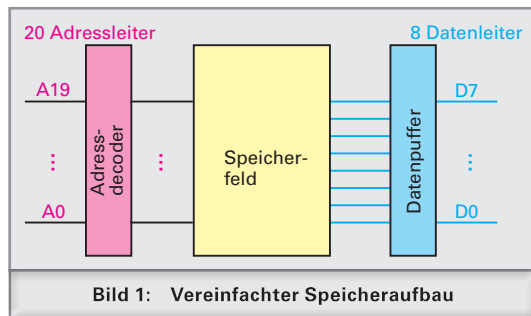 20 Adressleiter
8 Datenleiter
A19
D7
Adress-
decoder
Speicher-
feld
Datenpuffer
A0
D0
Bild 1: Vereinfachter Speicheraufbau